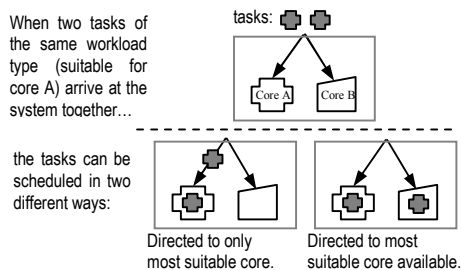 When two tasks of
the same workload
type (suitable for
core A) arrive at the
system together…
tasks:
Core A
Core B
the tasks can be
scheduled in two
different ways:
Directed to only
most suitable core.
Directed to most
suitable core available.